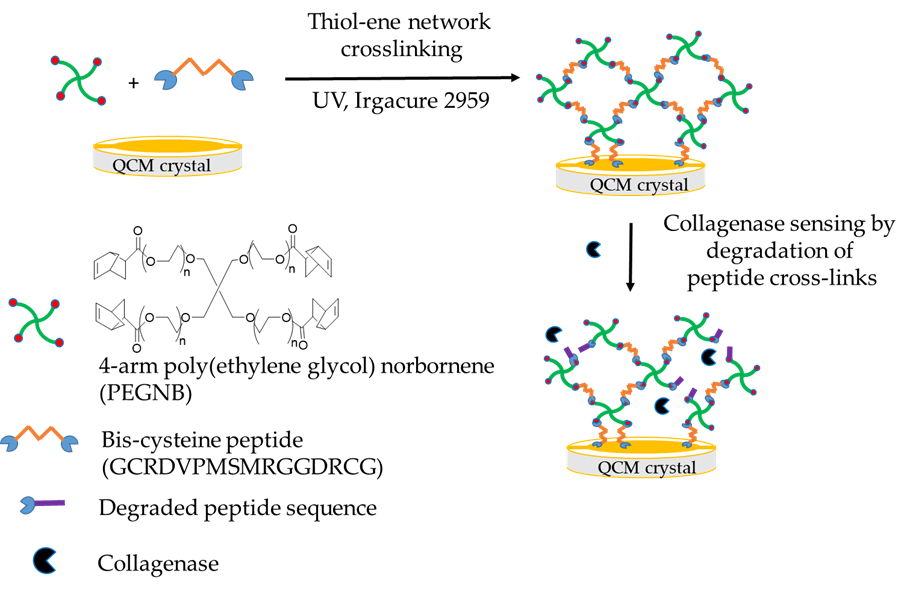 Thiol-ene network
crosslinking
+
UV, Irgacure 2959
QCM crystal
QCM crystal
Collagenase sensing by
degradation of
peptide cross-links
O
O
O
O
n
O
O
n
O
O
O
n
O
O
n
O
4-arm poly(ethylene glycol) norbornene
(PEGNB)
Bis-cysteine peptide
(GCRDVPMSMRGGDRCG)
QCM crystal
Degraded peptide sequence
Collagenase